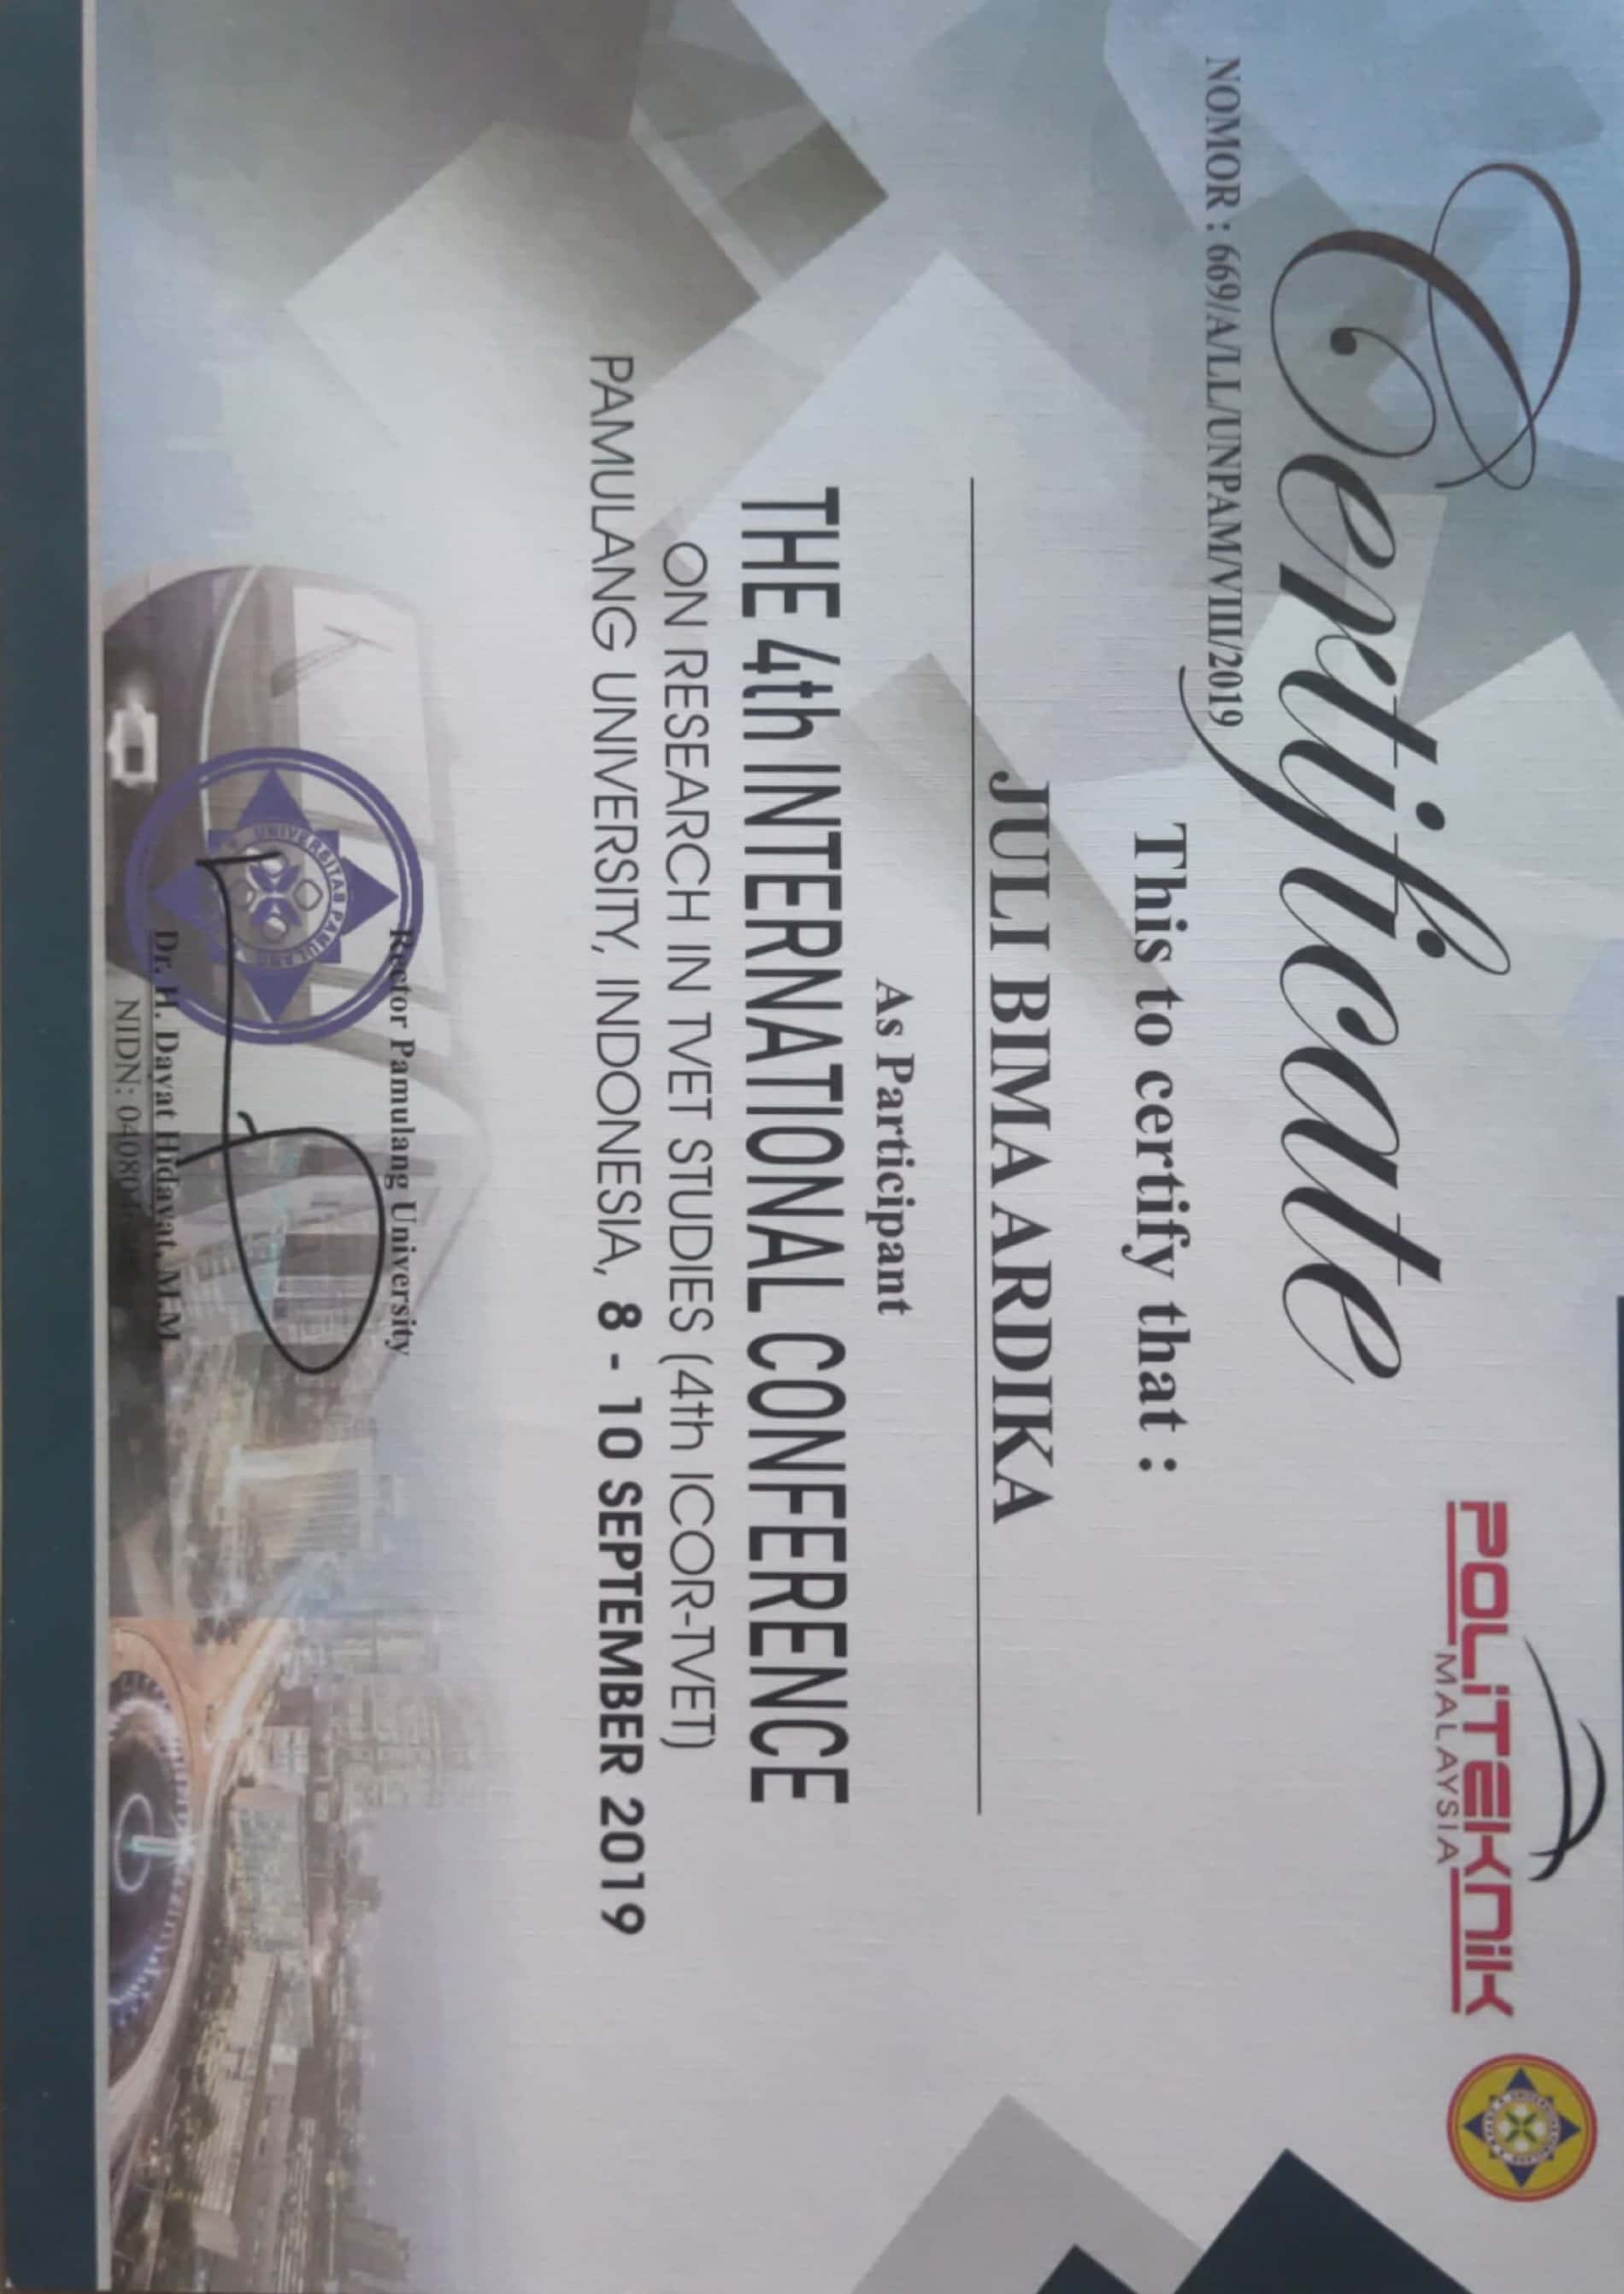 POLiTEKNiK
MALAYSIA
Certificate
NOMOR : 669/A/LL/UNPAM/VIII/2019
This to certify that :
JULI BIMA ARDIKA
As Participant
THE 4th INTERNATIONAL CONFERENCE
ON RESEARCH IN TVET STUDIES (4th ICOR-TVET)
PAMULANG UNIVERSITY, INDONESIA, 8 - 10 SEPTEMBER 2019
Rector Pamulang University
UNIVERSITAS PAMULANG
Dr. H. Dayat Hidayat, M.M.
NIDN: